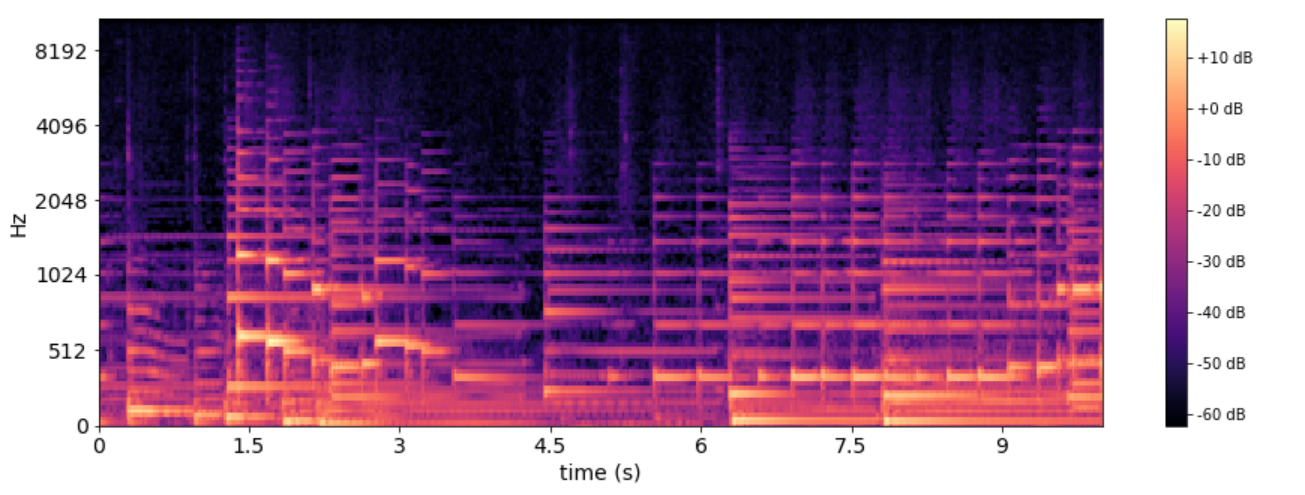 8192
4096
2048
1024
512
0
Hz
0 1.5 3 4.5 6 7.5 9
time (s)
+10 dB
+0 dB
-10 dB
-20 dB
-30 dB
-40 dB
-50 dB
-60 dB